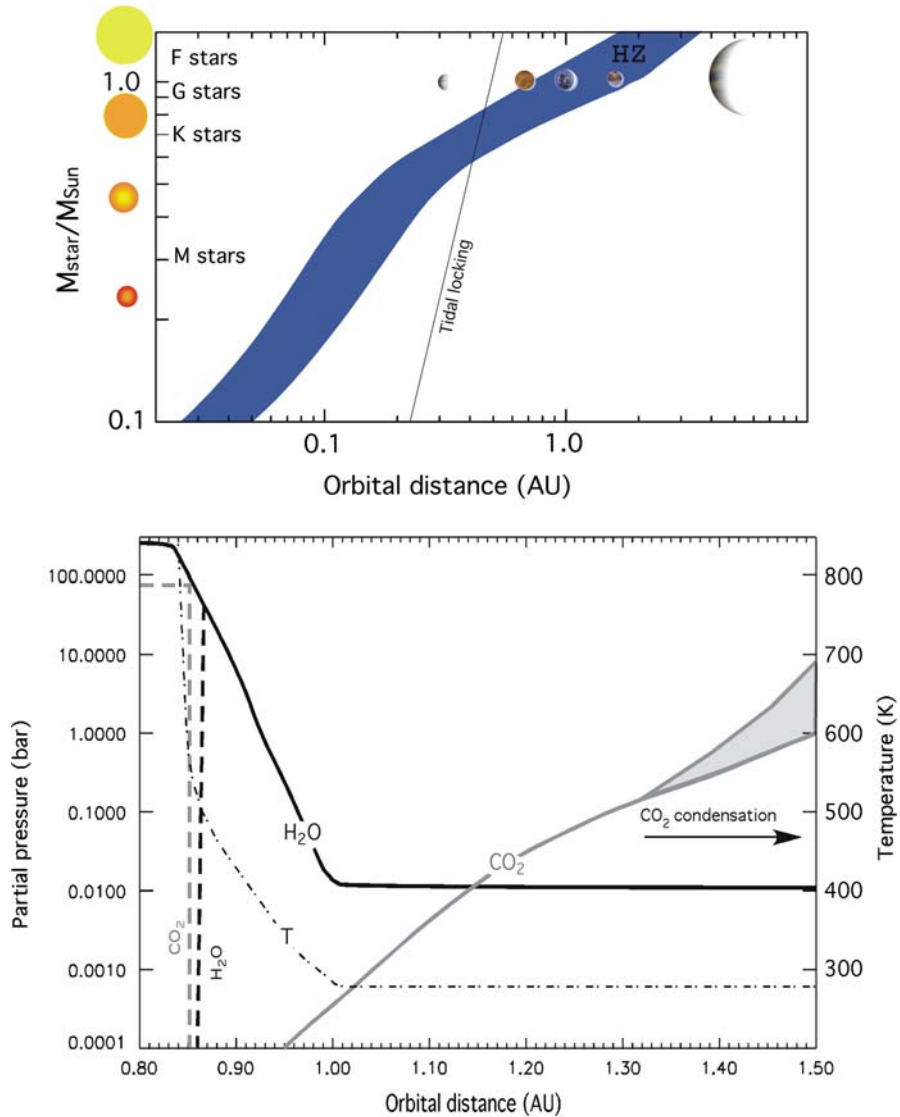 F stars
1.0
G stars
K stars
M stars
0.1
Mstar/MSun
HZ
Tidal locking
0.1
1.0
Orbital distance (AU)
100.0000
10.0000
1.0000
0.1000
0.0100
0.0010
0.0001
Partial pressure (bar)
800
700
600
500
400
300
Temperature (K)
H2O
CO2
CO2 condensation
T
CO2
H2O
0.80
0.90
1.00
1.10
1.20
1.30
1.40
1.50
Orbital distance (AU)